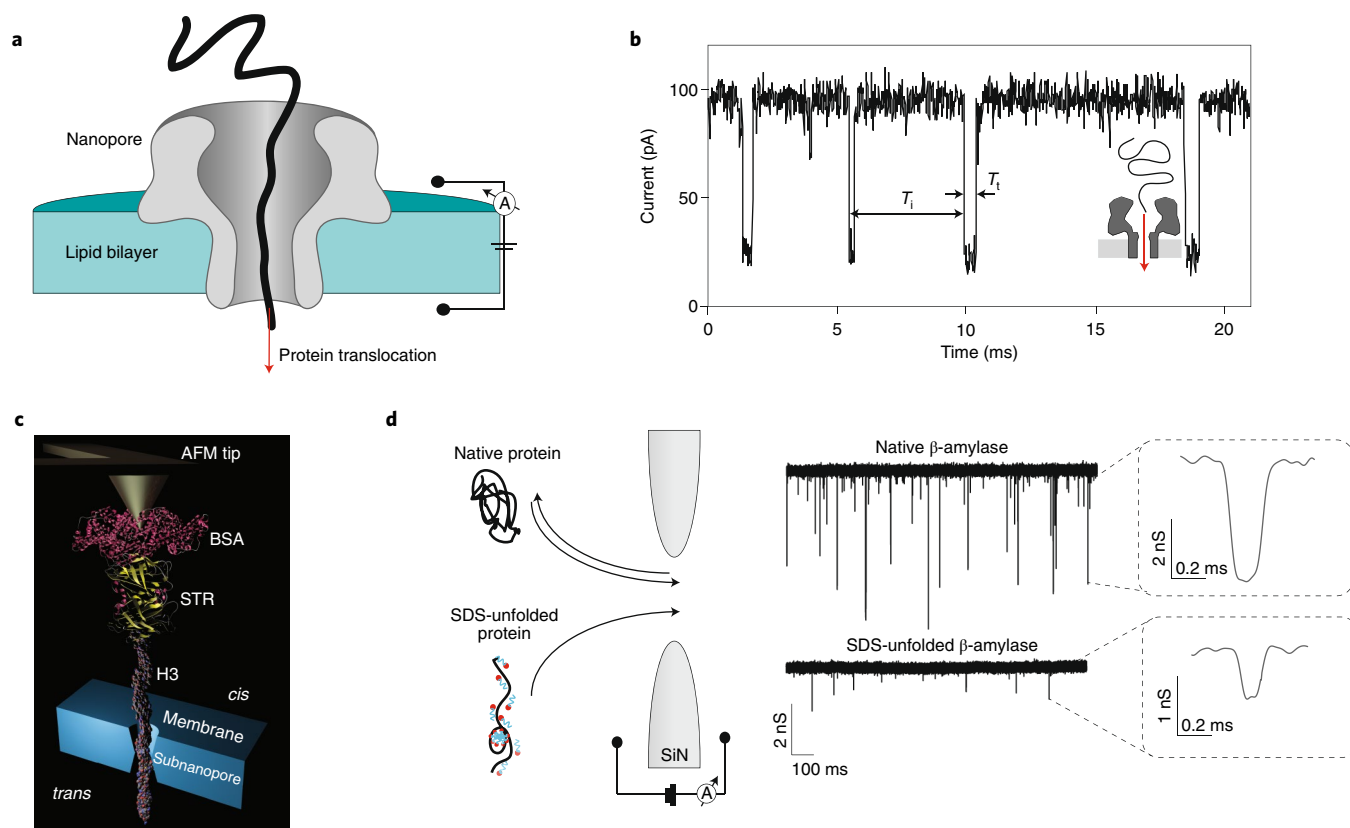 a
Nanopore
Lipid bilayer
A
Protein translocation
b
Current (pA)
100
50
0
T_i
T_t
0
5
10
15
20
Time (ms)
c
AFM tip
BSA
STR
H3
cis
Membrane
Subnanopore
trans
d
Native protein
SDS-unfolded
protein
SiN
A
Native β-amylase
SDS-unfolded β-amylase
2 nS
100 ms
2 nS
0.2 ms
1 nS
0.2 ms